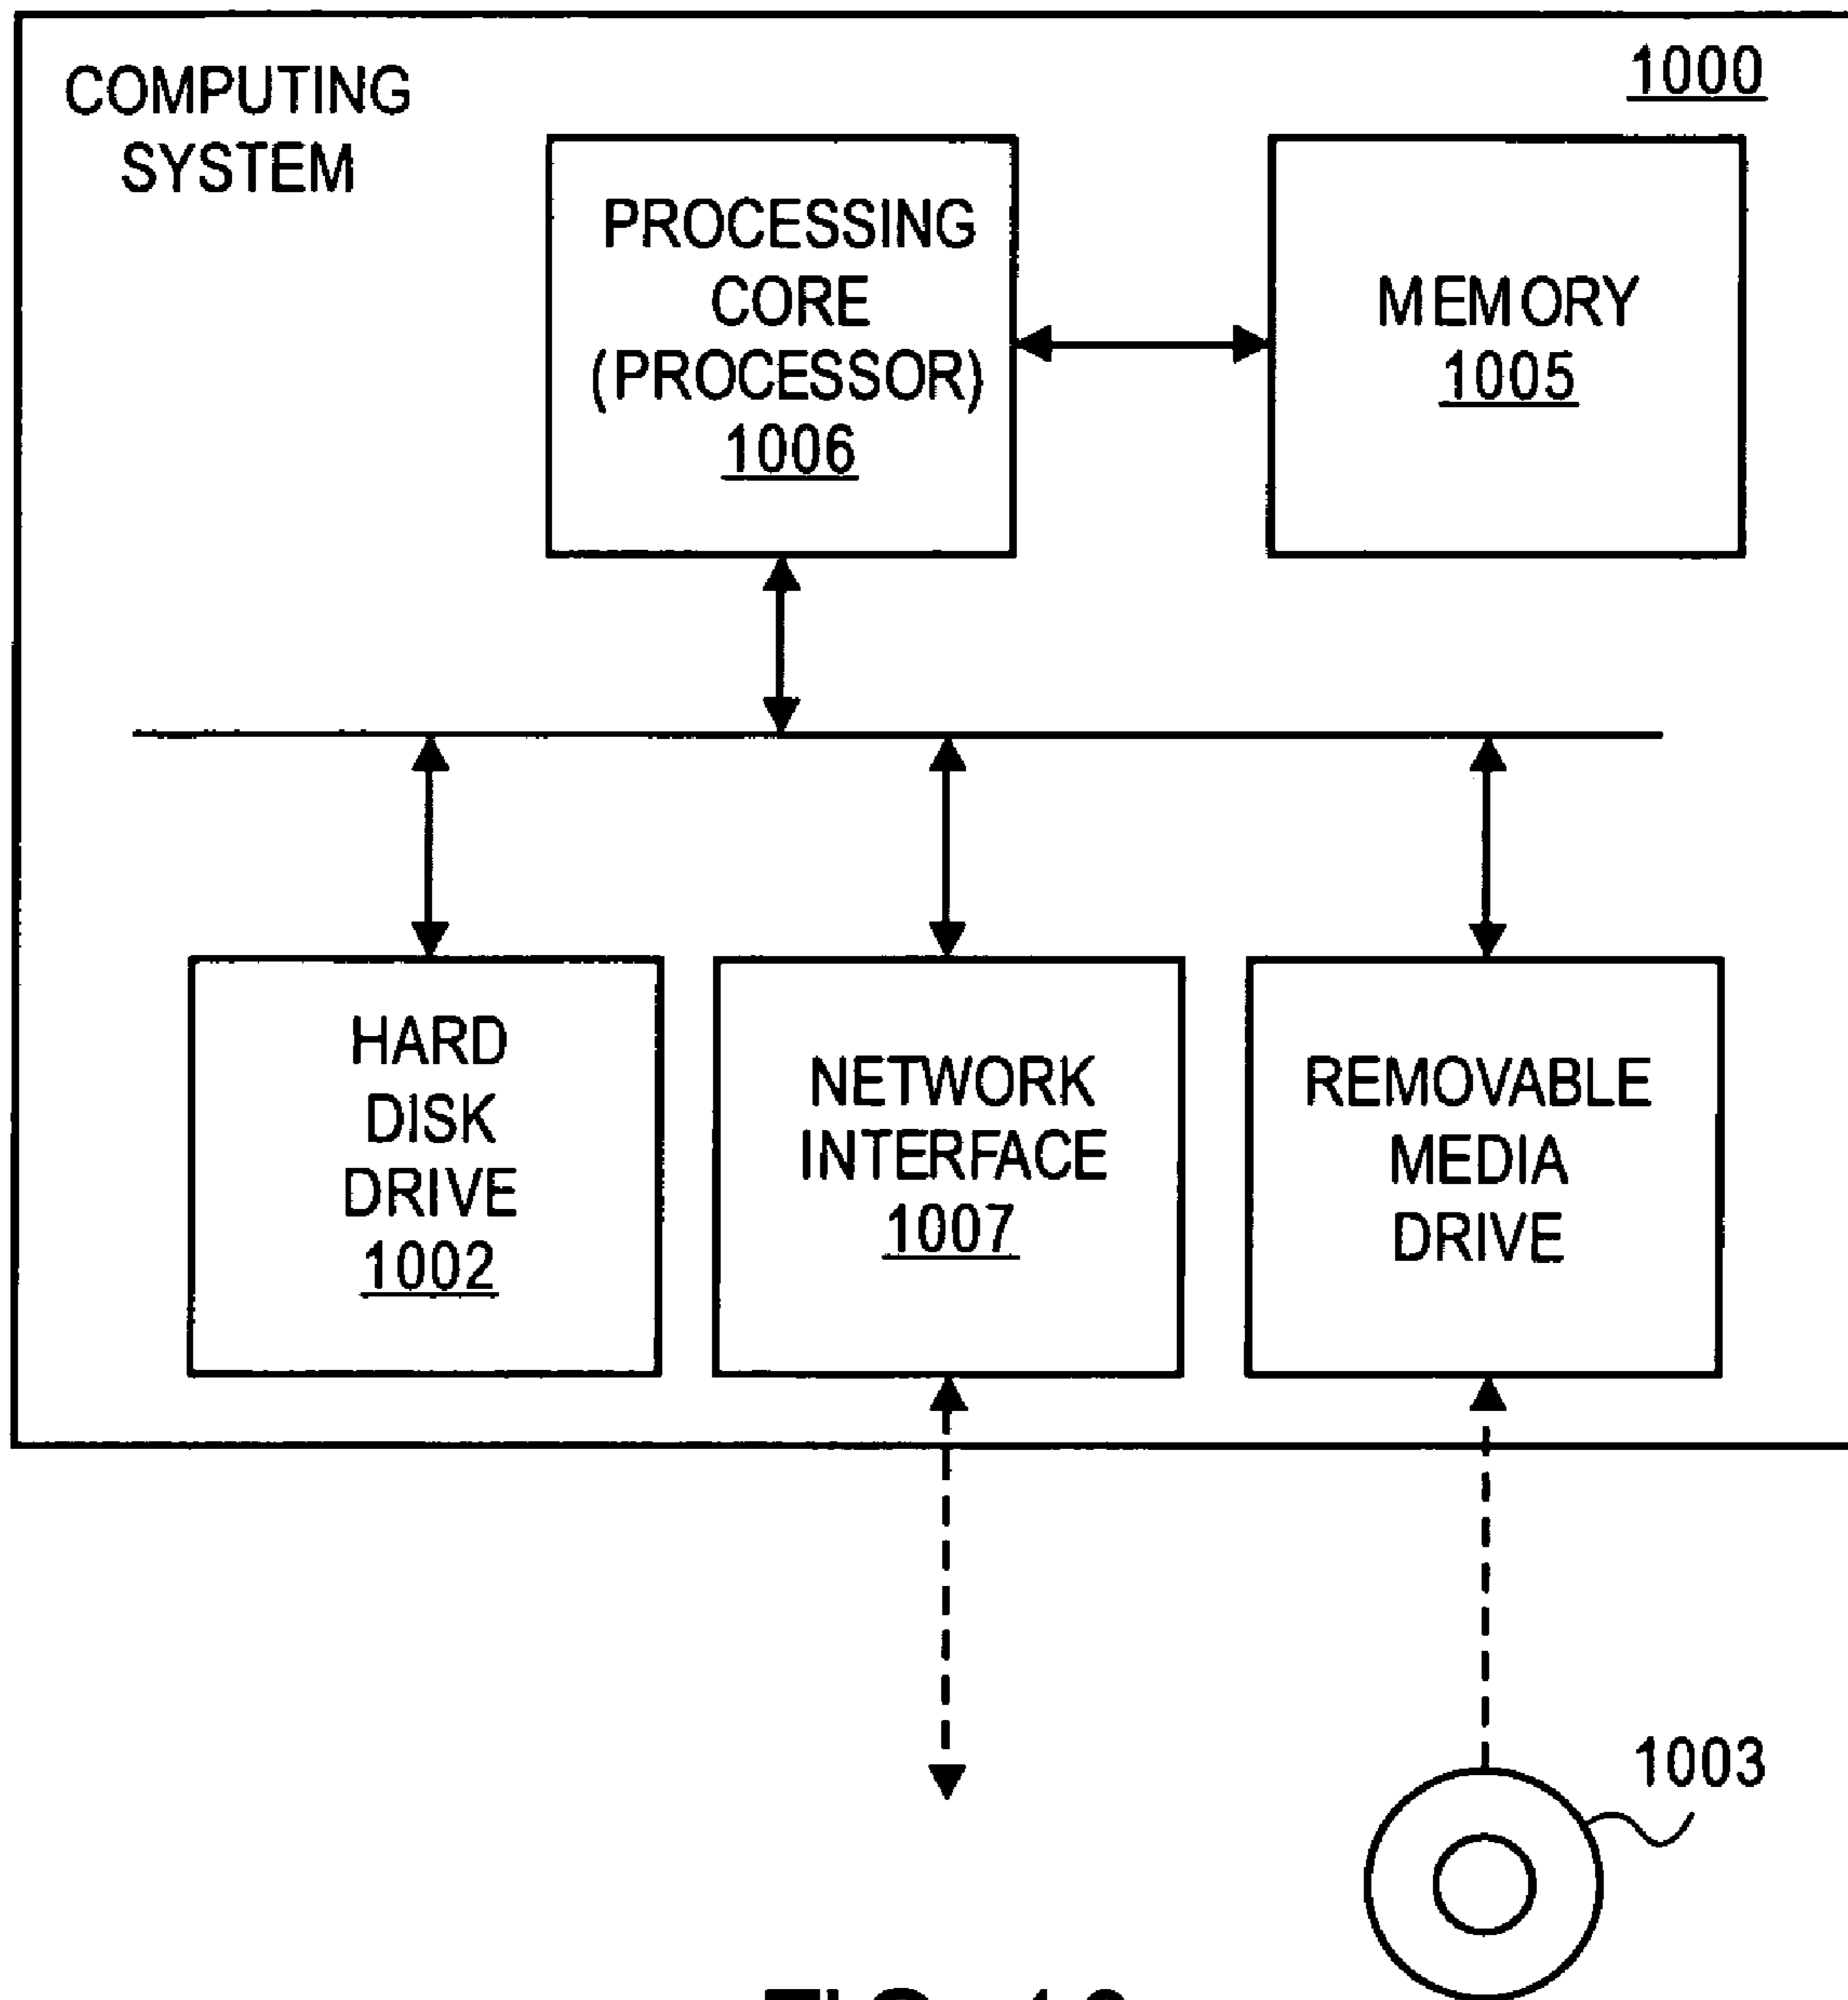 COMPUTING
SYSTEM
1000
PROCESSING
CORE
(PROCESSOR)
1006
MEMORY
1005
HARD
DISK
DRIVE
1002
NETWORK
INTERFACE
1007
REMOVABLE
MEDIA
DRIVE
1003